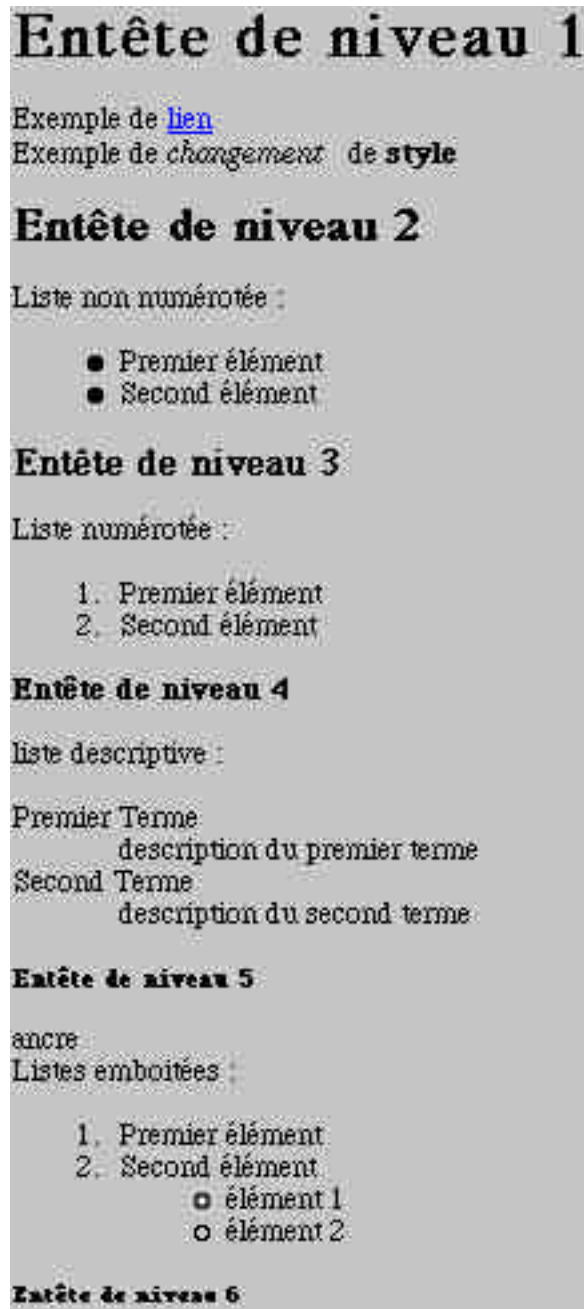 Entête de niveau 1
Exemple de lien
Exemple de changement de style
Entête de niveau 2
Liste non numérotée :
● Premier élément
● Second élément
Entête de niveau 3
Liste numérotée :
1. Premier élément
2. Second élément
Entête de niveau 4
liste descriptive :
Premier Terme
description du premier terme
Second Terme
description du second terme
Entête de niveau 5
ancre
Listes emboitées :
1. Premier élément
2. Second élément
o élément 1
o élément 2
Entête de niveau 6